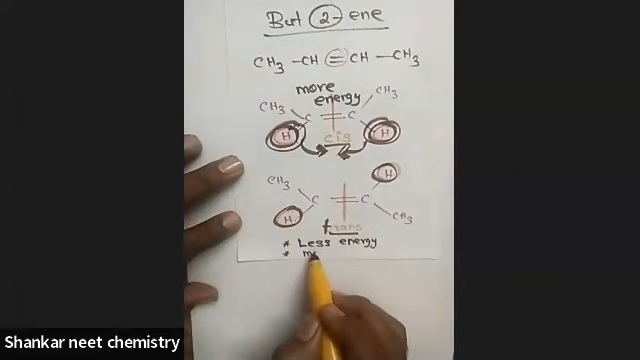 But 2- ene
CH3 -CH = CH -CH3
more energy
CH3 CH3
C = C
H cis H
CH3 H
C = C
H CH3
trans
* Less energy
* mo
Shankar neet chemistry